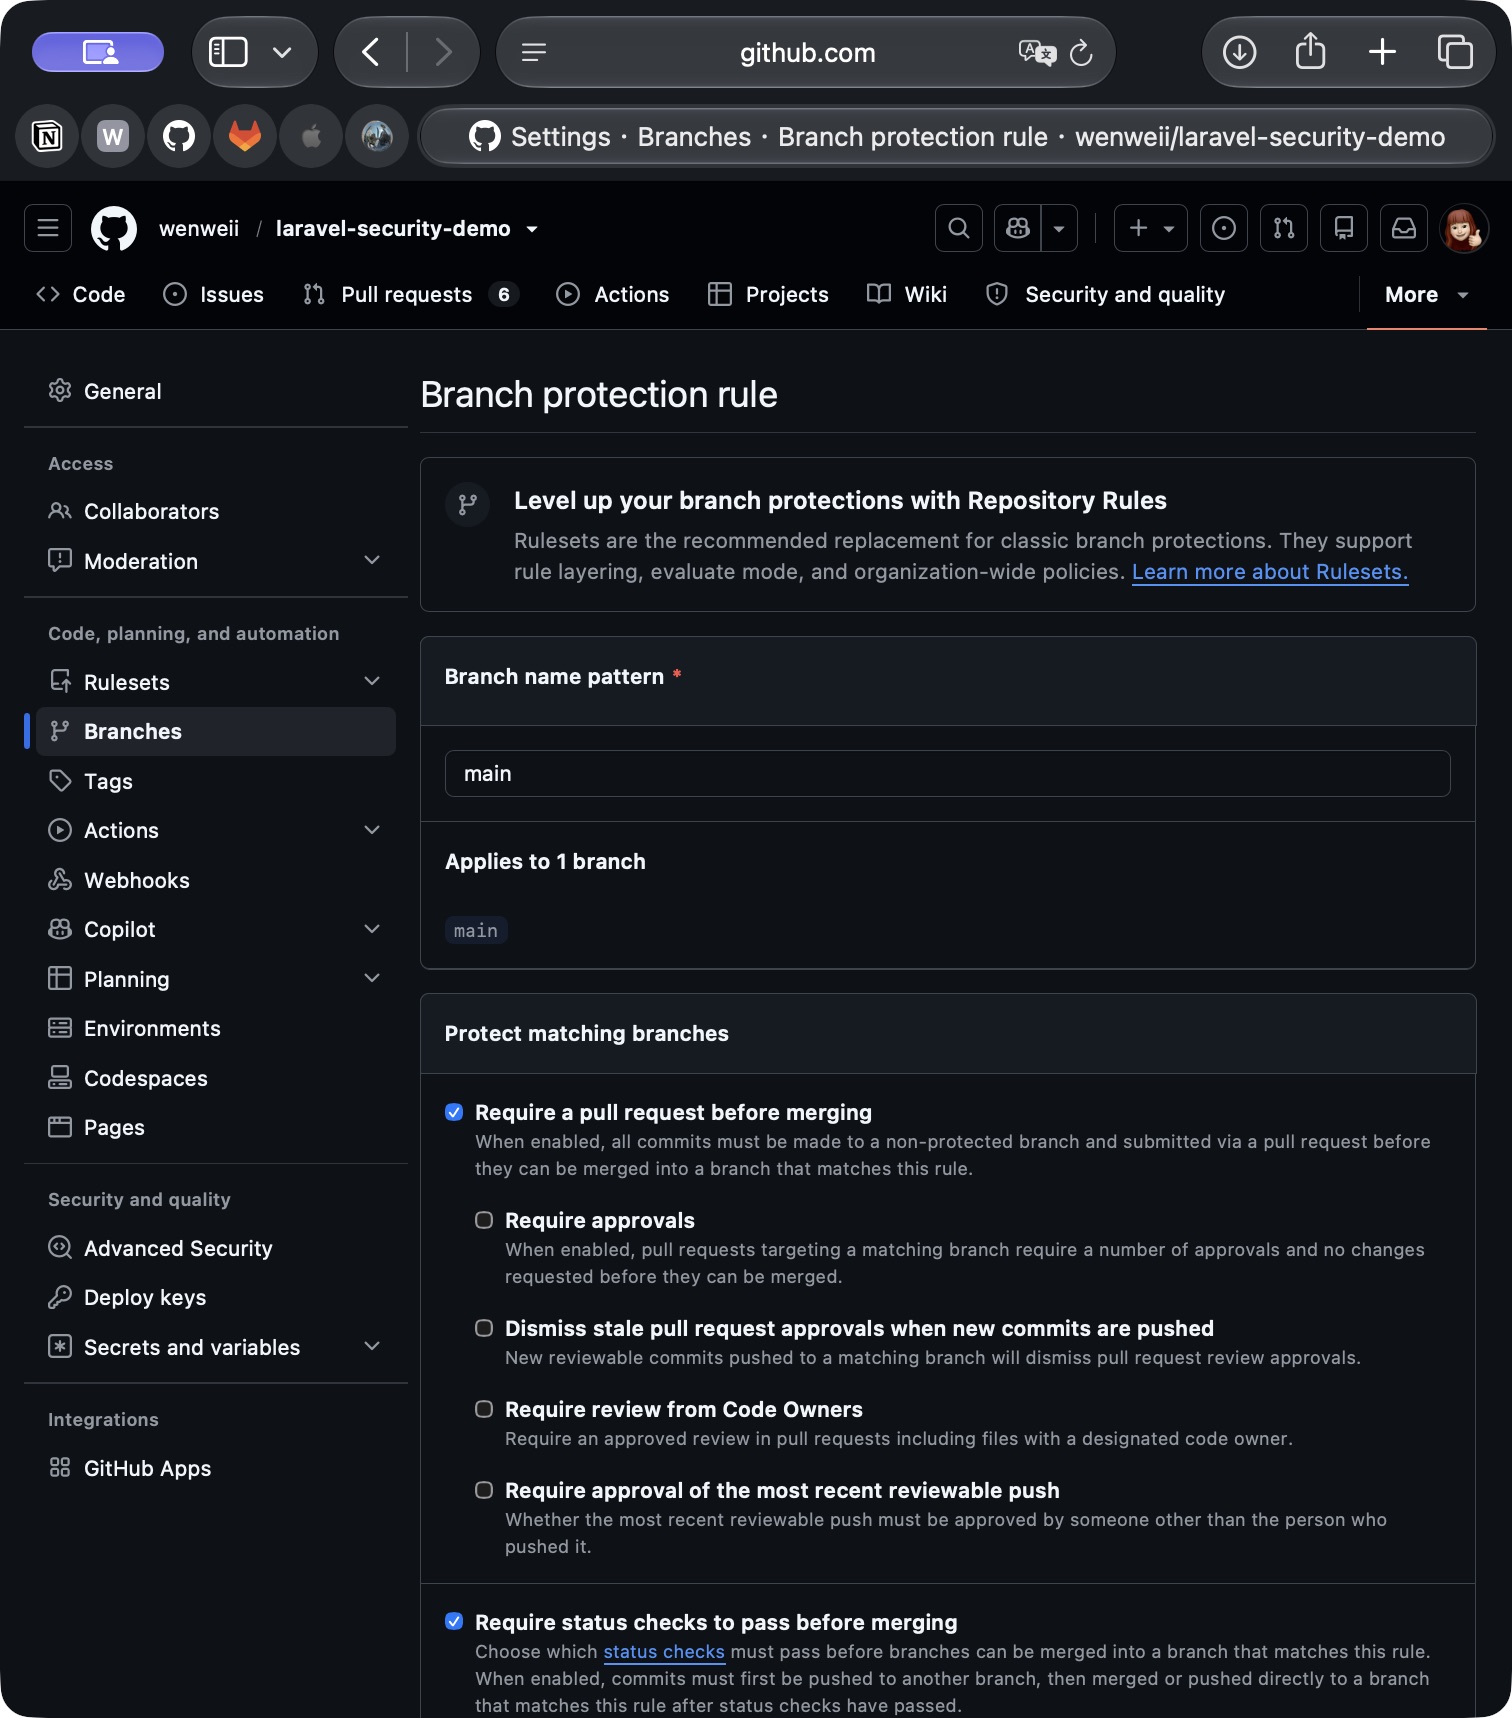 github.com
W
Settings · Branches · Branch protection rule · wenweii/laravel-security-demo
wenweii / laravel-security-demo
Code
Issues
Pull requests 6
Actions
Projects
Wiki
Security and quality
More
General
Access
Collaborators
Moderation
Code, planning, and automation
Rulesets
Branches
Tags
Actions
Webhooks
Copilot
Planning
Environments
Codespaces
Pages
Security and quality
Advanced Security
Deploy keys
Secrets and variables
Integrations
GitHub Apps
Branch protection rule
Level up your branch protections with Repository Rules
Rulesets are the recommended replacement for classic branch protections. They support
rule layering, evaluate mode, and organization-wide policies. Learn more about Rulesets.
Branch name pattern *
main
Applies to 1 branch
main
Protect matching branches
Require a pull request before merging
When enabled, all commits must be made to a non-protected branch and submitted via a pull request before
they can be merged into a branch that matches this rule.
Require approvals
When enabled, pull requests targeting a matching branch require a number of approvals and no changes
requested before they can be merged.
Dismiss stale pull request approvals when new commits are pushed
New reviewable commits pushed to a matching branch will dismiss pull request review approvals.
Require review from Code Owners
Require an approved review in pull requests including files with a designated code owner.
Require approval of the most recent reviewable push
Whether the most recent reviewable push must be approved by someone other than the person who
pushed it.
Require status checks to pass before merging
Choose which status checks must pass before branches can be merged into a branch that matches this rule.
When enabled, commits must first be pushed to another branch, then merged or pushed directly to a branch
that matches this rule after status checks have passed.